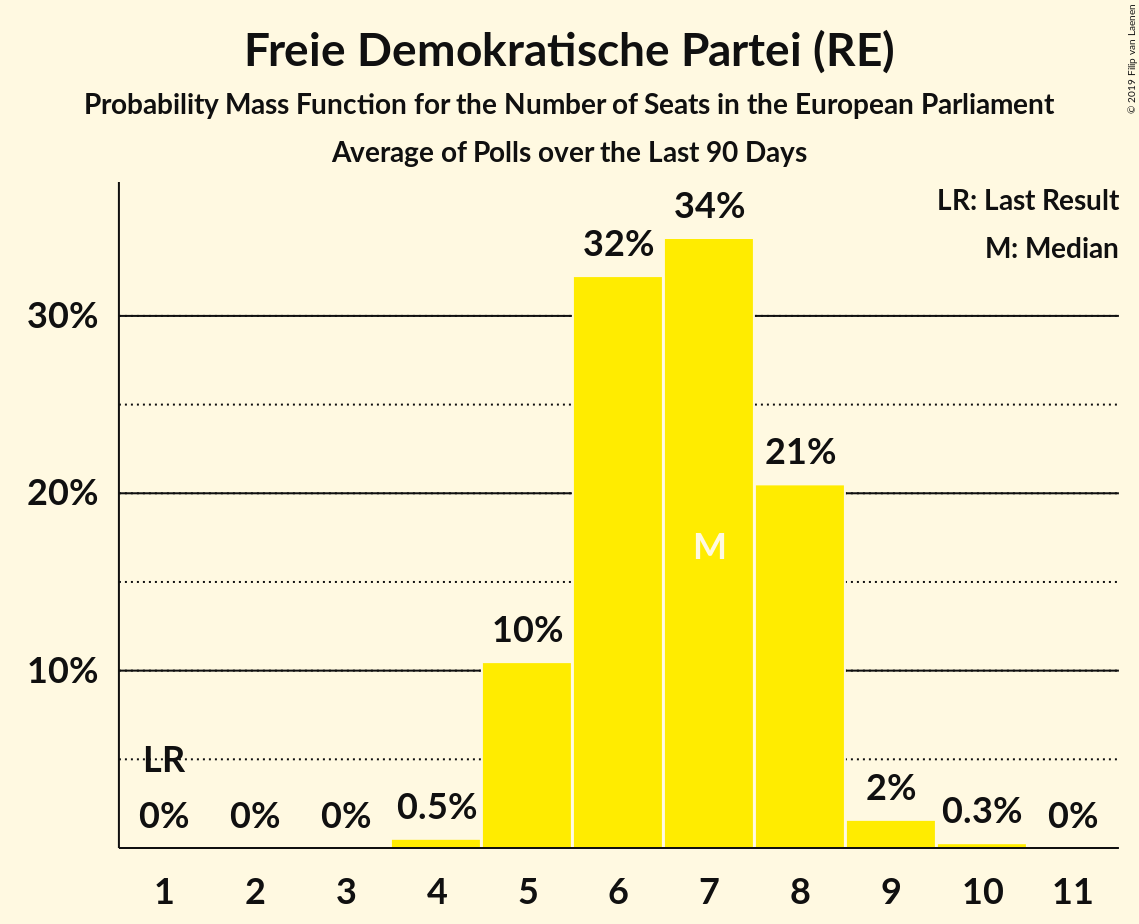 Freie Demokratische Partei (RE)
Probability Mass Function for the Number of Seats in the European Parliament
Average of Polls over the Last 90 Days
© 2019 Filip van Laenen
LR: Last Result
M: Median
34%
32%
30%
21%
20%
M
10%
10%
LR
0%
0%
0%
0.5%
2%
0.3%
0%
1 2 3 4 5 6 7 8 9 10 11